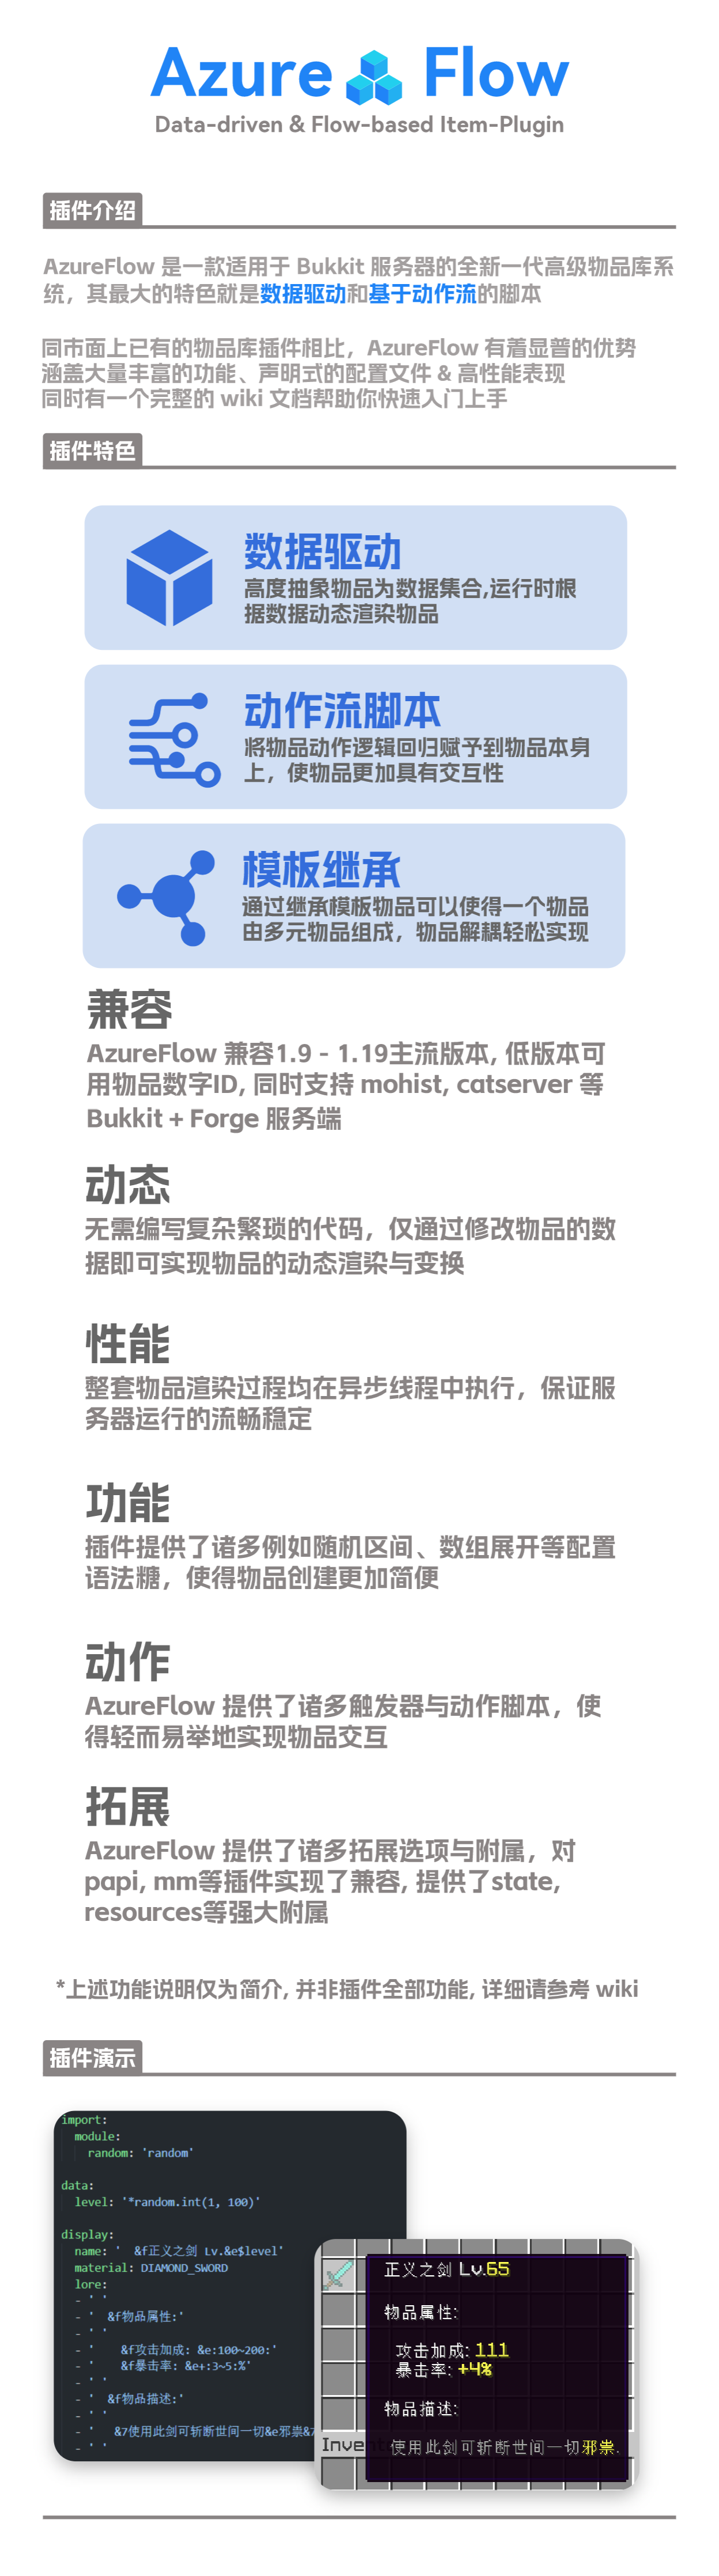 Azure Flow
Data-driven & Flow-based Item-Plugin
插件介绍
AzureFlow 是一款适用于 Bukkit 服务器的全新一代高级物品库系
统，其最大的特色就是数据驱动和基于动作流的脚本
同市面上已有的物品库插件相比，AzureFlow 有着显普的优势
涵盖大量丰富的功能、声明式的配置文件 & 高性能表现
同时有一个完整的 wiki 文档帮助你快速入门上手
插件特色
数据驱动
高度抽象物品为数据集合,运行时根
据数据动态渲染物品
动作流脚本
将物品动作逻辑回归赋予到物品本身
上，使物品更加具有交互性
模板继承
通过继承模板物品可以使得一个物品
由多元物品组成，物品解耦轻松实现
兼容
AzureFlow 兼容1.9 - 1.19主流版本, 低版本可
用物品数字ID, 同时支持 mohist, catserver 等
Bukkit + Forge 服务端
动态
无需编写复杂繁琐的代码，仅通过修改物品的数
据即可实现物品的动态渲染与变换
性能
整套物品渲染过程均在异步线程中执行，保证服
务器运行的流畅稳定
功能
插件提供了诸多例如随机区间、数组展开等配置
语法糖，使得物品创建更加简便
动作
AzureFlow 提供了诸多触发器与动作脚本，使
得轻而易举地实现物品交互
拓展
AzureFlow 提供了诸多拓展选项与附属，对
papi, mm等插件实现了兼容, 提供了state,
resources等强大附属
*上述功能说明仅为简介, 并非插件全部功能, 详细请参考 wiki
插件演示
import:
module:
random: 'random'
data:
level: '*random.int(1, 100)'
display:
name: '  &f正义之剑 Lv.&e$level'
material: DIAMOND_SWORD
lore:
- ' '
- '  &f物品属性:'
- ' '
- '    &f攻击加成: &e:100~200:'
- '    &f暴击率: &e+:3~5:%'
- ' '
- '  &f物品描述:'
- ' '
- '   &7使用此剑可斩断世间一切&e邪祟&7
- ' '
正义之剑 Lv.65
物品属性:
攻击加成: 111
暴击率: +4%
物品描述:
使用此剑可斩断世间一切邪祟.
Inve